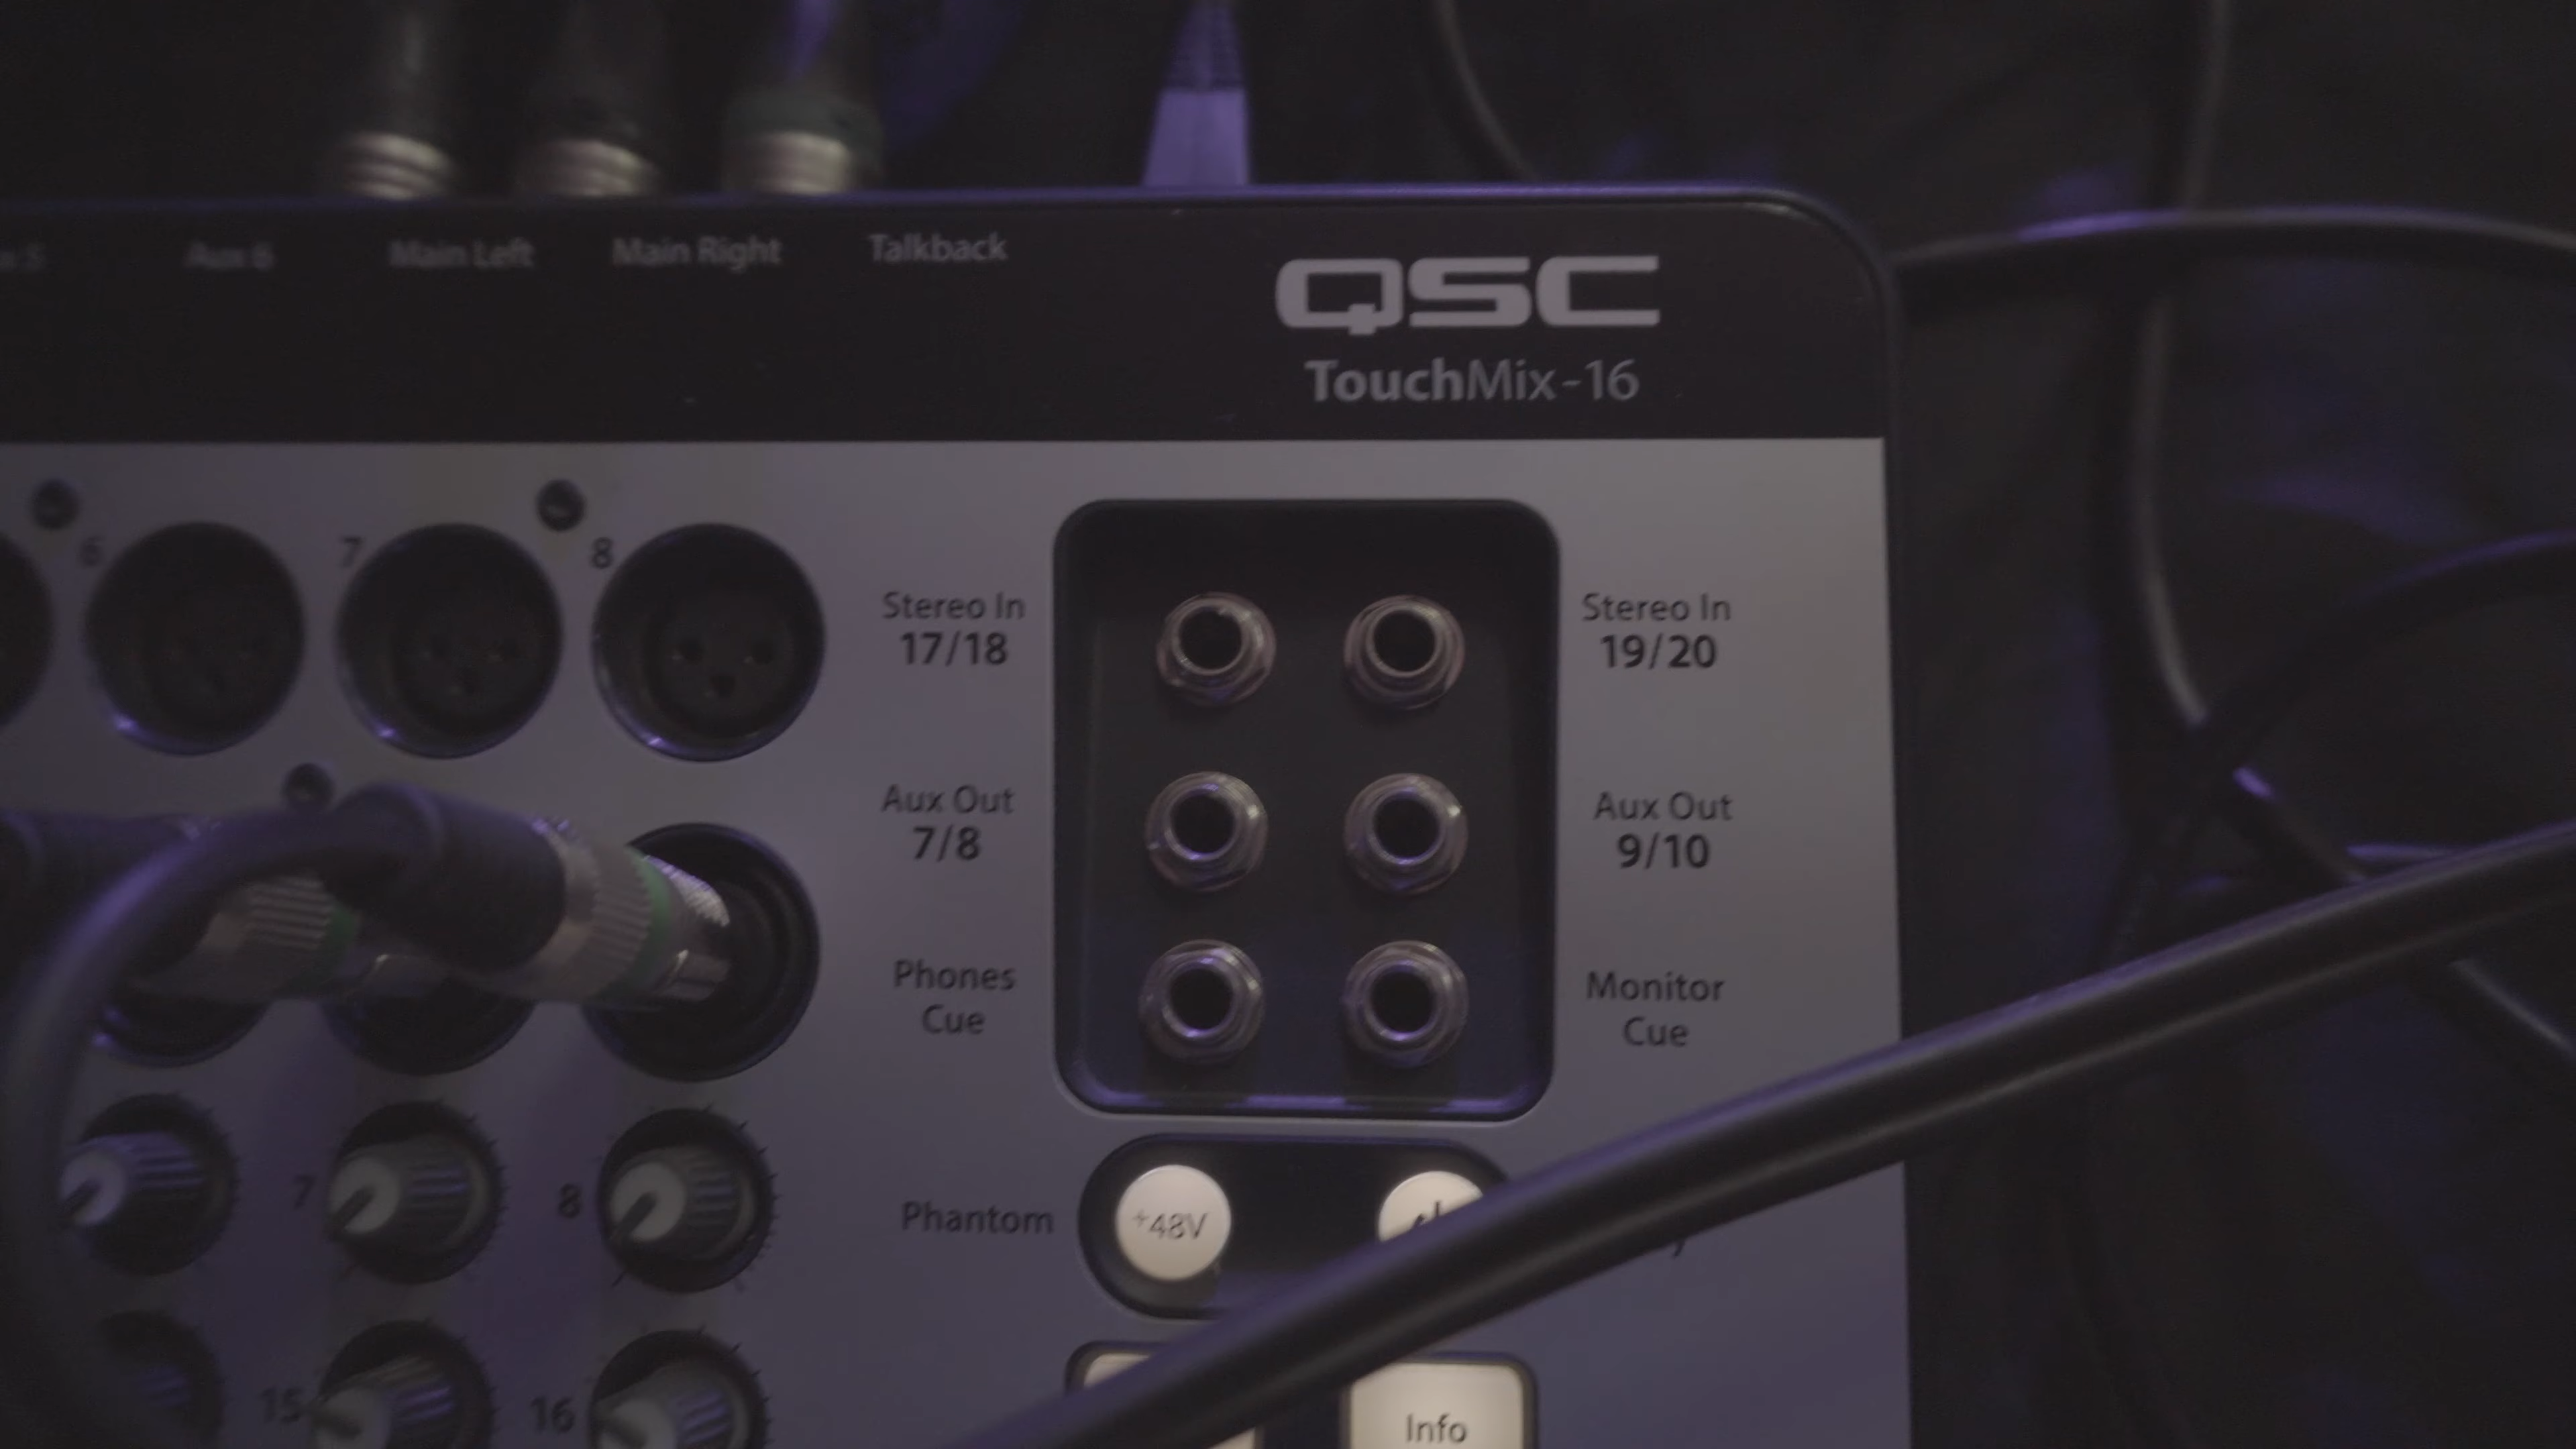 Aux 6
Main Left
Main Right
Talkback
QSC
TouchMix-16
6
7
8
Stereo In
17/18
Stereo In
19/20
Aux Out
7/8
Aux Out
9/10
Phones
Cue
Monitor
Cue
7
8
Phantom
+48V
15
16
Info